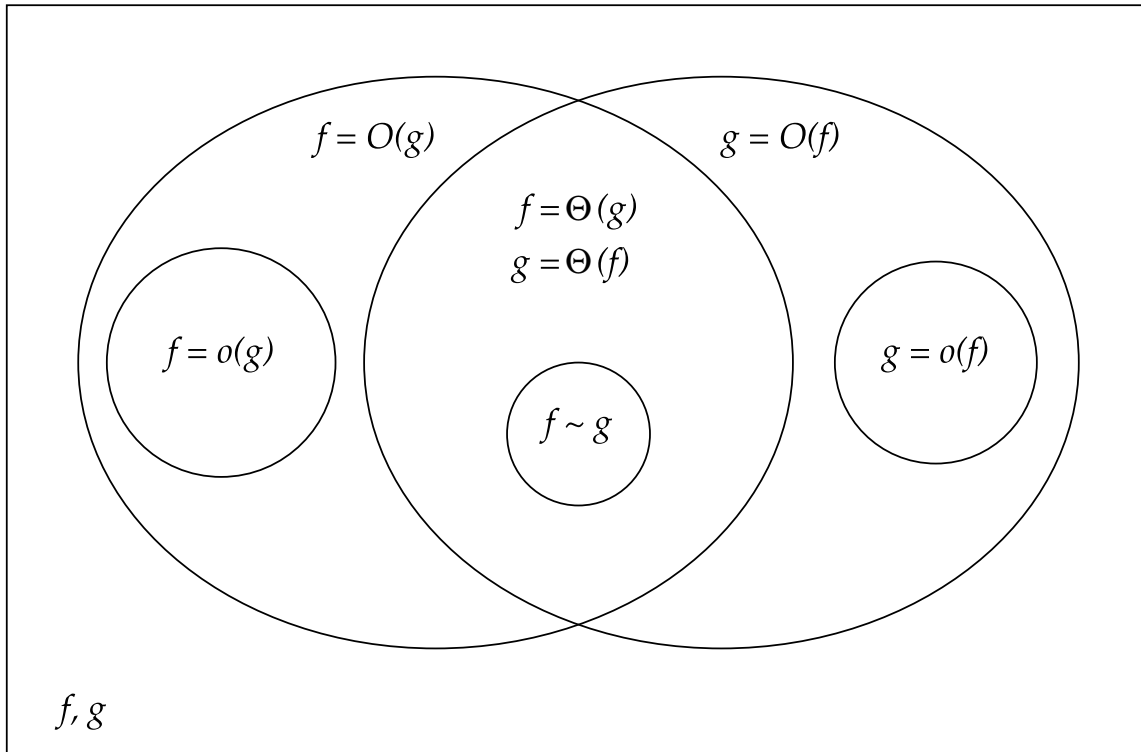 f = O(g)
g = O(f)
f = Θ(g)
g = Θ(f)
f = o(g)
g = o(f)
f ~ g
f, g